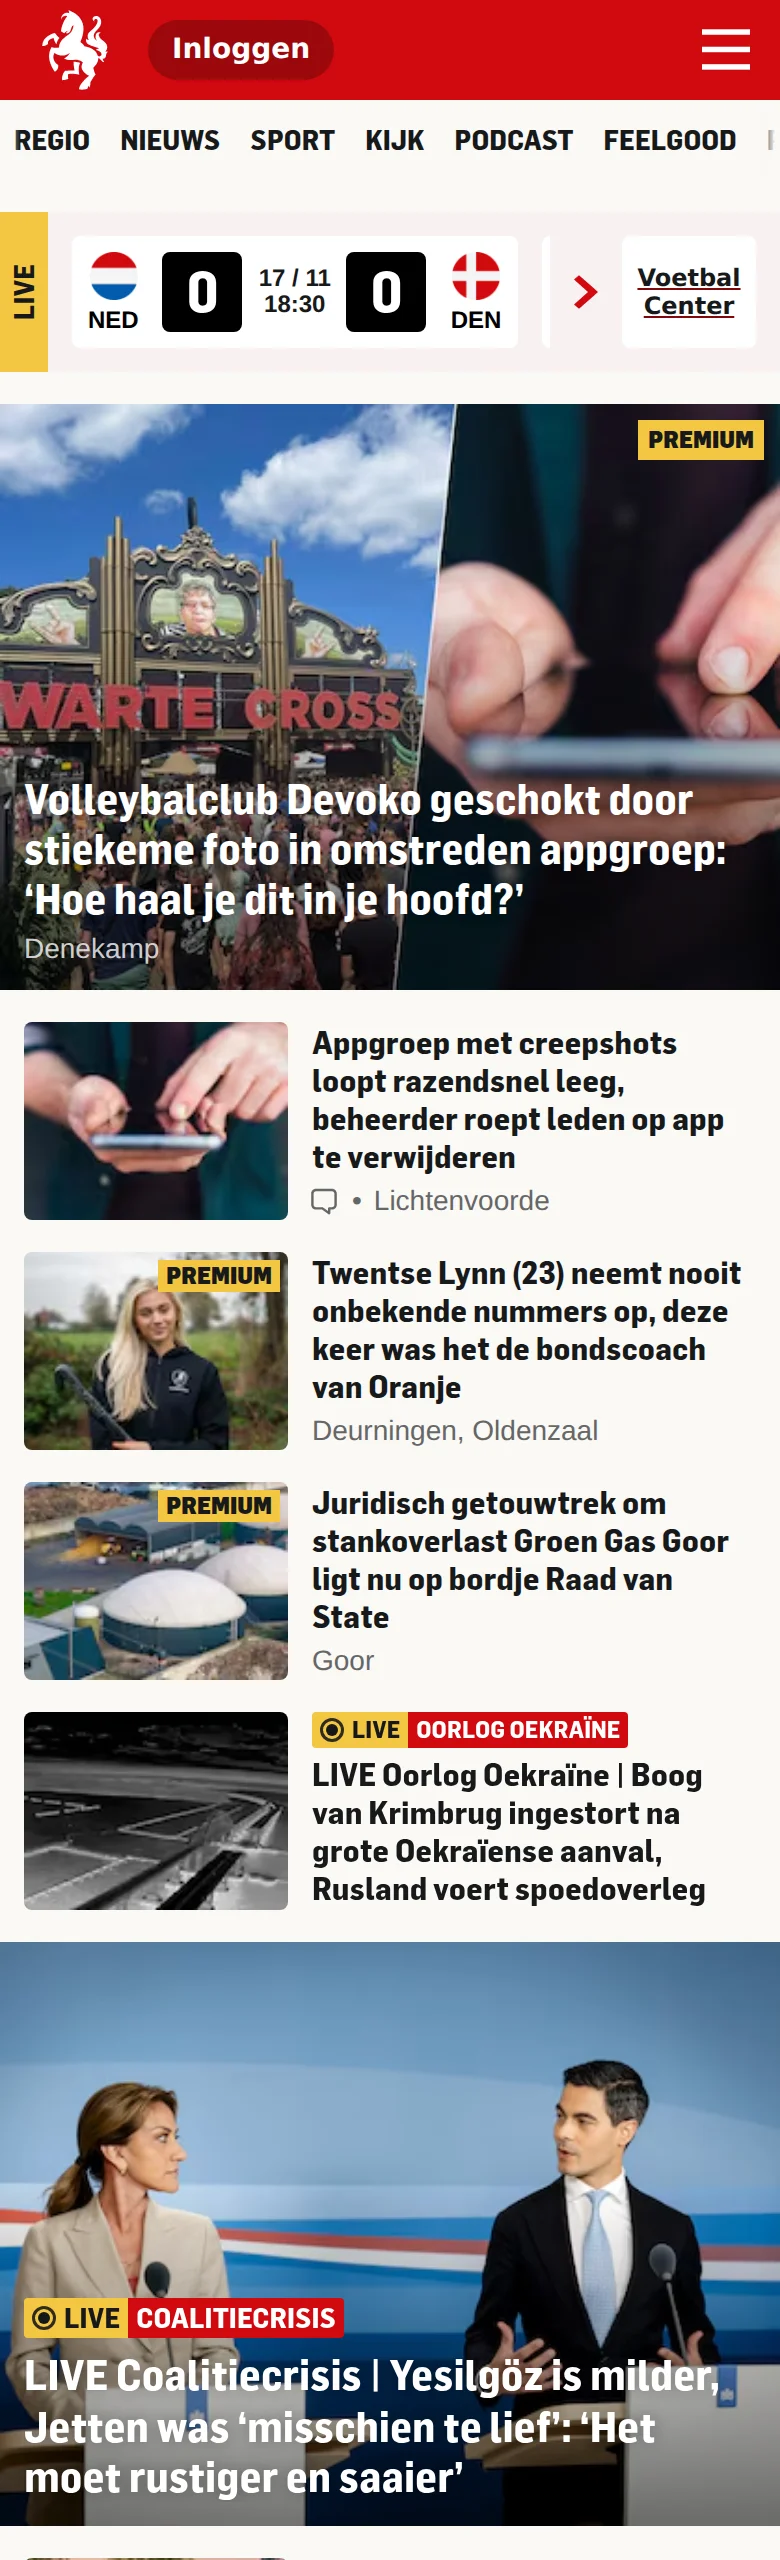 Inloggen
REGIO NIEUWS SPORT KIJK PODCAST FEELGOOD
LIVE
NED 0 17 / 11 18:30 0 DEN
Voetbal
Center
PREMIUM
WARTE CROSS
Volleybalclub Devoko geschokt door
stiekeme foto in omstreden appgroep:
‘Hoe haal je dit in je hoofd?’
Denekamp
Appgroep met creepshots
loopt razendsnel leeg,
beheerder roept leden op app
te verwijderen
• Lichtenvoorde
PREMIUM
Twentse Lynn (23) neemt nooit
onbekende nummers op, deze
keer was het de bondscoach
van Oranje
Deurningen, Oldenzaal
PREMIUM
Juridisch getouwtrek om
stankoverlast Groen Gas Goor
ligt nu op bordje Raad van
State
Goor
LIVE OORLOG OEKRAÏNE
LIVE Oorlog Oekraïne | Boog
van Krimbrug ingestort na
grote Oekraïense aanval,
Rusland voert spoedoverleg
LIVE COALITIECRISIS
LIVE Coalitiecrisis | Yesilgöz is milder,
Jetten was ‘misschien te lief’: ‘Het
moet rustiger en saaier’